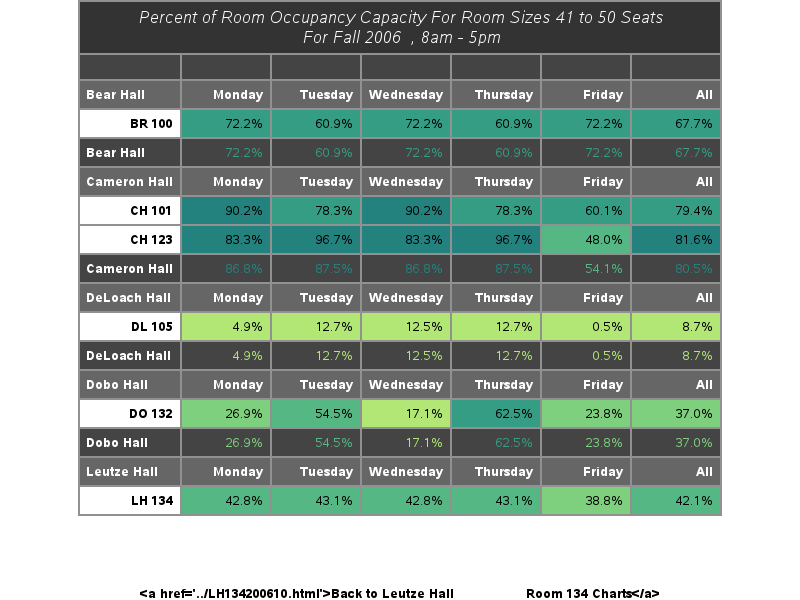 Percent of Room Occupancy Capacity For Room Sizes 41 to 50 Seats
For Fall 2006 , 8am - 5pm
Bear Hall Monday Tuesday Wednesday Thursday Friday All
BR 100 72.2% 60.9% 72.2% 60.9% 72.2% 67.7%
Bear Hall 72.2% 60.9% 72.2% 60.9% 72.2% 67.7%
Cameron Hall Monday Tuesday Wednesday Thursday Friday All
CH 101 90.2% 78.3% 90.2% 78.3% 60.1% 79.4%
CH 123 83.3% 96.7% 83.3% 96.7% 48.0% 81.6%
Cameron Hall 86.8% 87.5% 86.8% 87.5% 54.1% 80.5%
DeLoach Hall Monday Tuesday Wednesday Thursday Friday All
DL 105 4.9% 12.7% 12.5% 12.7% 0.5% 8.7%
DeLoach Hall 4.9% 12.7% 12.5% 12.7% 0.5% 8.7%
Dobo Hall Monday Tuesday Wednesday Thursday Friday All
DO 132 26.9% 54.5% 17.1% 62.5% 23.8% 37.0%
Dobo Hall 26.9% 54.5% 17.1% 62.5% 23.8% 37.0%
Leutze Hall Monday Tuesday Wednesday Thursday Friday All
LH 134 42.8% 43.1% 42.8% 43.1% 38.8% 42.1%
<a href='../LH134200610.html'>Back to Leutze Hall Room 134 Charts</a>